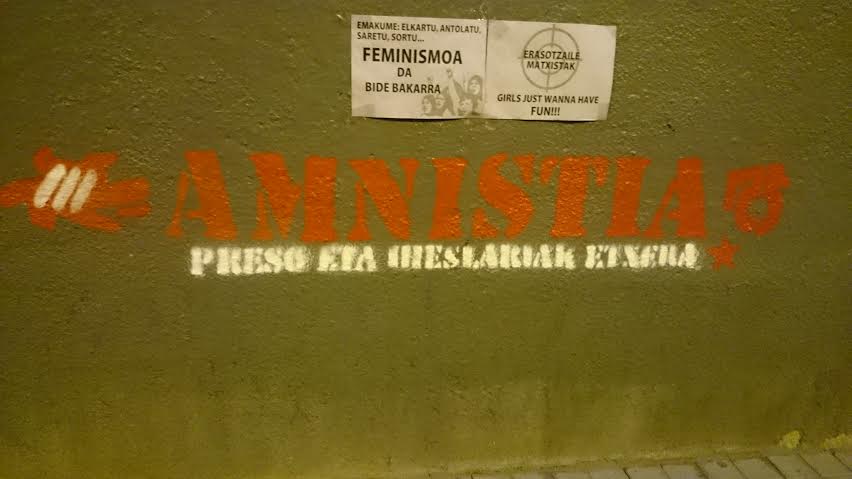 EMAKUME: ELKARTU, ANTOLATU,
SARETU, SORTU...
FEMINISMOA
DA
BIDE BAKARRA
ERASOTZAILE
MATXISTAK
GIRLS JUST WANNA HAVE
FUN!!!
AMNISTIA
PRESO ETA IHESLARIAK ETXERA